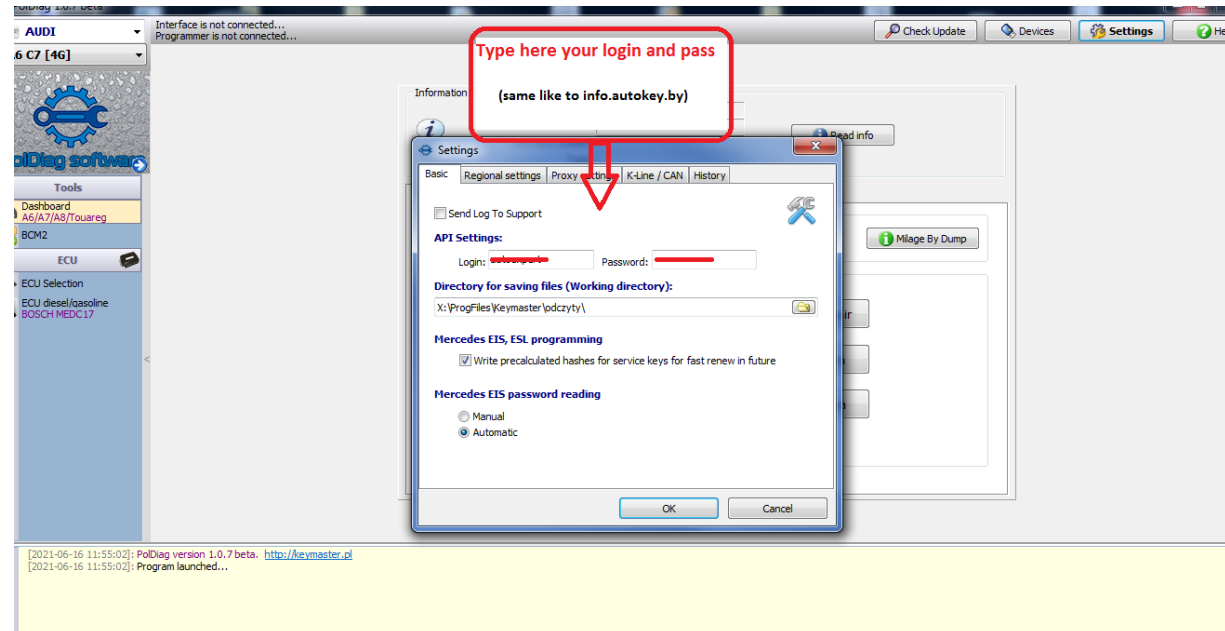 PolDiag 1.0.7 beta
AUDI
Interface is not connected...
Programmer is not connected...
Check Update
Devices
Settings
He
A6 C7 [4G]
Type here your login and pass
(same like to info.autokey.by)
Information
Read info
PolDiag software
Settings
Basic
Regional settings
Proxy settings
K-Line / CAN
History
Send Log To Support
API Settings:
Login:
Password:
Directory for saving files (Working directory):
X:\ProgFiles\Keymaster\odczyty\
Mercedes EIS, ESL programming
Write precalculated hashes for service keys for fast renew in future
Mercedes EIS password reading
Manual
Automatic
OK
Cancel
Tools
Dashboard
A6/A7/A8/Touareg
BCM2
ECU
ECU Selection
ECU diesel/gasoline
BOSCH MEDC17
Milage By Dump
ir
[2021-06-16 11:55:02]: PolDiag version 1.0.7 beta. http://keymaster.pl
[2021-06-16 11:55:02]: Program launched...